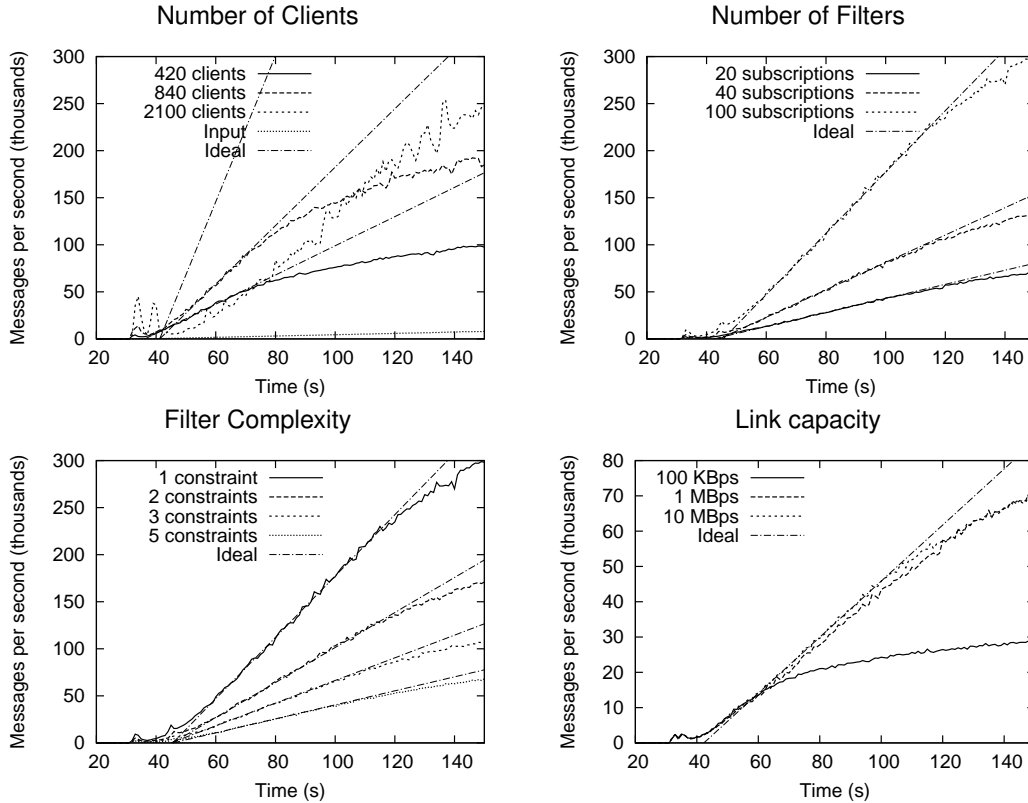 Number of Clients
Messages per second (thousands)
300
250
200
150
100
50
0
420 clients
840 clients
2100 clients
Input
Ideal
20 40 60 80 100 120 140
Time (s)
Number of Filters
Messages per second (thousands)
300
250
200
150
100
50
0
20 subscriptions
40 subscriptions
100 subscriptions
Ideal
20 40 60 80 100 120 140
Time (s)
Filter Complexity
Messages per second (thousands)
300
250
200
150
100
50
0
1 constraint
2 constraints
3 constraints
5 constraints
Ideal
20 40 60 80 100 120 140
Time (s)
Link capacity
Messages per second (thousands)
80
70
60
50
40
30
20
10
0
100 KBps
1 MBps
10 MBps
Ideal
20 40 60 80 100 120 140
Time (s)